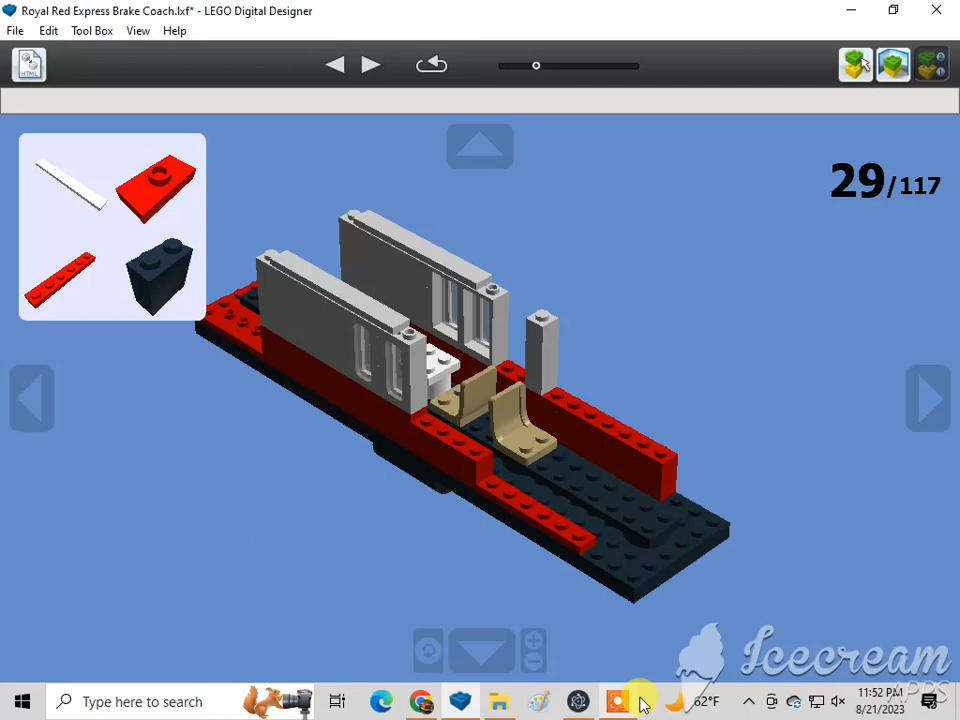 Royal Red Express Brake Coach.lxf* - LEGO Digital Designer
File Edit Tool Box View Help
HTML
29/117
Icecream
APPS
Type here to search
62°F
11:52 PM
8/21/2023